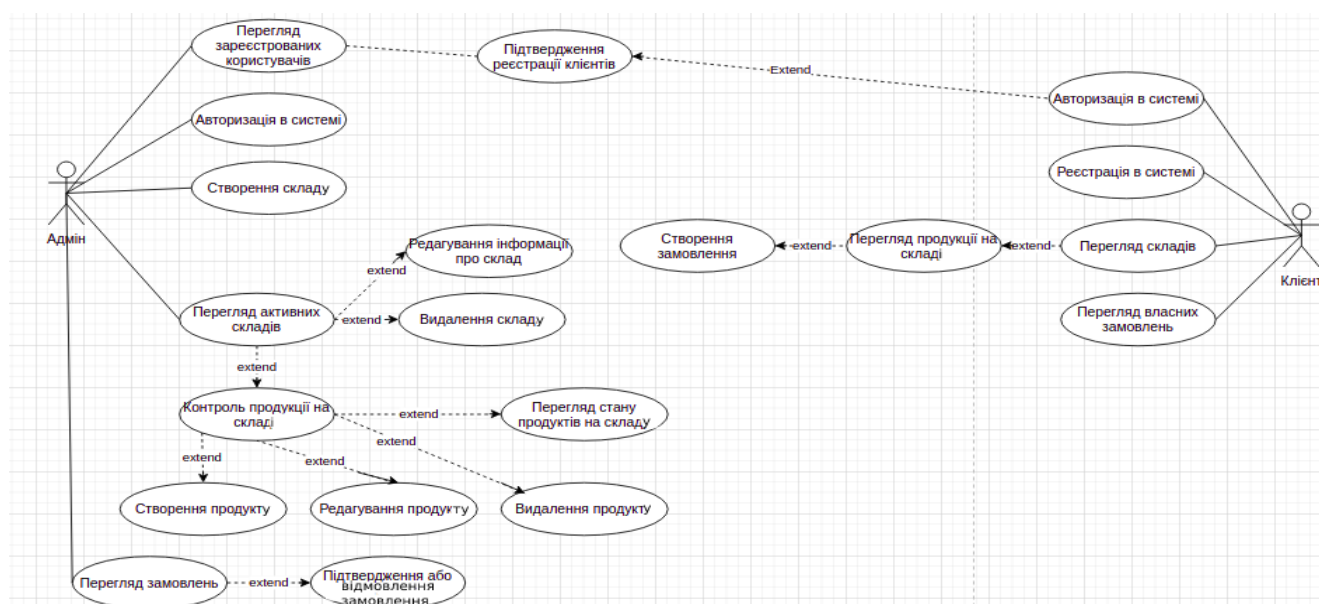 Перегляд
зареєстрованих
користувачів
Підтвердження
реєстрації клієнтів
Extend
Авторизація в системі
Авторизація в системі
Реєстрація в системі
Створення складу
Адмін
Редагування інформації
про склад
extend
Створення
замовлення
extend
Перегляд продукції на
складі
extend
Перегляд складів
Клієнт
Перегляд активних
складів
extend
Видалення складу
Перегляд власних
замовлень
extend
Контроль продукції на
складі
extend
Перегляд стану
продуктів на складу
extend
extend
extend
Створення продукту
Редагування продукту
Видалення продукту
Перегляд замовлень
extend
Підтвердження або
відмовлення
замовлення